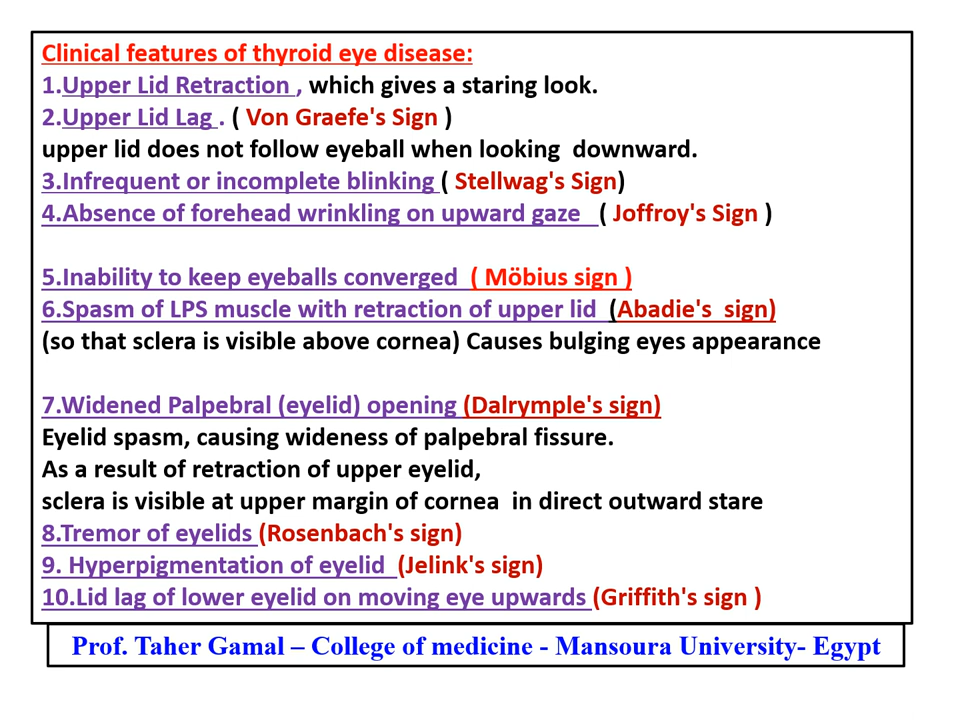 Clinical features of thyroid eye disease:
1.Upper Lid Retraction , which gives a staring look.
2.Upper Lid Lag . ( Von Graefe's Sign )
upper lid does not follow eyeball when looking downward.
3.Infrequent or incomplete blinking ( Stellwag's Sign)
4.Absence of forehead wrinkling on upward gaze ( Joffroy's Sign )
5.Inability to keep eyeballs converged ( Möbius sign )
6.Spasm of LPS muscle with retraction of upper lid (Abadie's sign)
(so that sclera is visible above cornea) Causes bulging eyes appearance
7.Widened Palpebral (eyelid) opening (Dalrymple's sign)
Eyelid spasm, causing wideness of palpebral fissure.
As a result of retraction of upper eyelid,
sclera is visible at upper margin of cornea in direct outward stare
8.Tremor of eyelids (Rosenbach's sign)
9. Hyperpigmentation of eyelid (Jelink's sign)
10.Lid lag of lower eyelid on moving eye upwards (Griffith's sign )
Prof. Taher Gamal – College of medicine - Mansoura University- Egypt